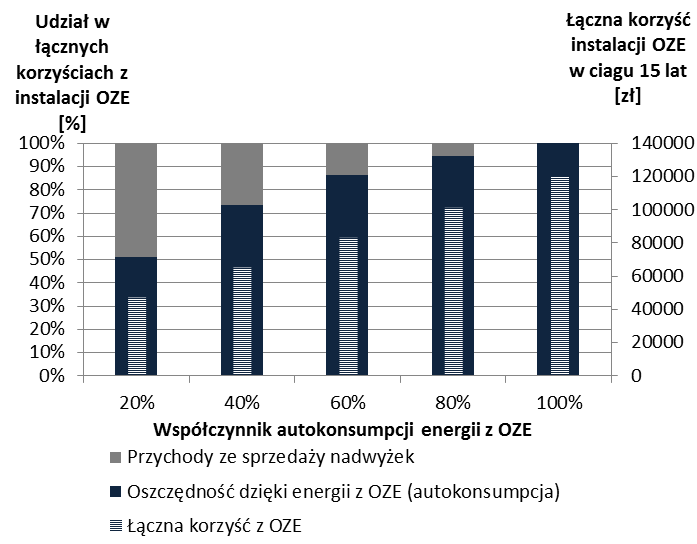 Udział w
łącznych
korzyściach z
instalacji OZE
[%]
Łączna korzyść
instalacji OZE
w ciagu 15 lat
[zł]
100%
90%
80%
70%
60%
50%
40%
30%
20%
10%
0%
140000
120000
100000
80000
60000
40000
20000
0
20% 40% 60% 80% 100%
Współczynnik autokonsumpcji energii z OZE
Przychody ze sprzedaży nadwyżek
Oszczędność dzięki energii z OZE (autokonsumpcja)
Łączna korzyść z OZE